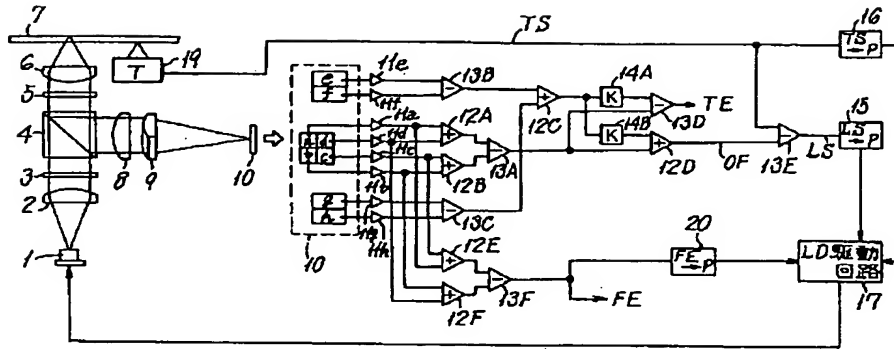 7
TS
16
TS→P
6
19
T
5
4
8
9
10
3
2
1
10
e
f
a
d
b
c
g
h
11e
11f
11a
11d
11c
11b
11g
11h
13B
12A
12B
13A
13C
12C
14A
K
14B
K
13D
TE
12D
OF
13E
LS
15
LS→P
12E
12F
13F
FE
20
FE→P
LD駆動
回路
17